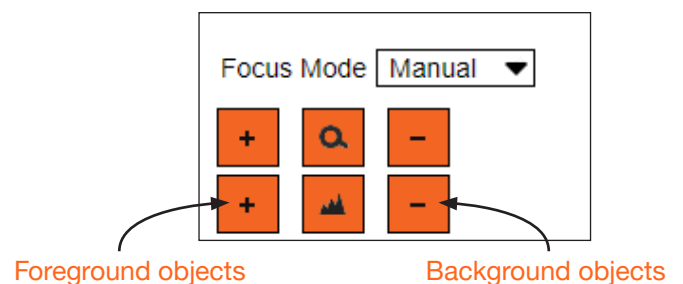 Focus Mode Manual
+ −
+ −
Foreground objects Background objects